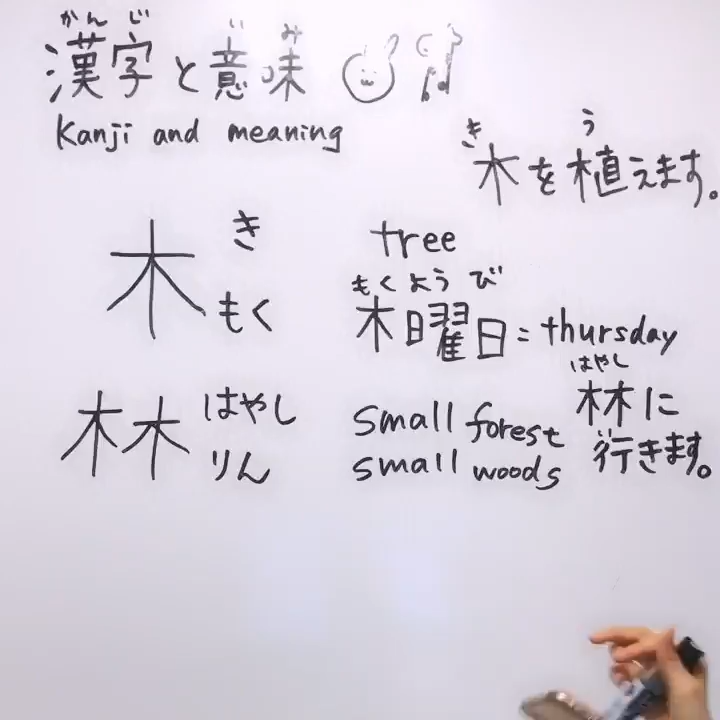 かんじ いみ
漢字と意味
Kanji and meaning
き う
木を植えます。
木 き tree
もく
もくようび
木曜日=thursday
林 はやし small forest
りん small woods
はやし
林に
い
行きます。